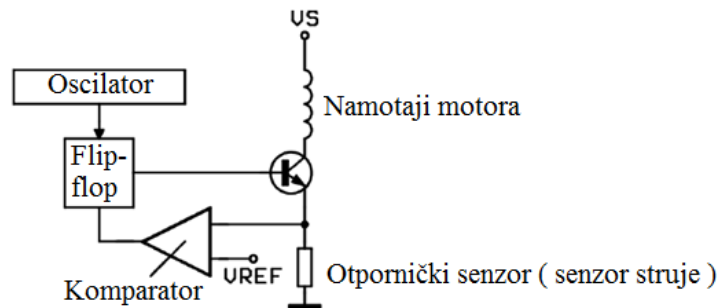 VS
Oscilator
Namotaji motora
Flip-
flop
VREF
Komparator
Otpornički senzor ( senzor struje )